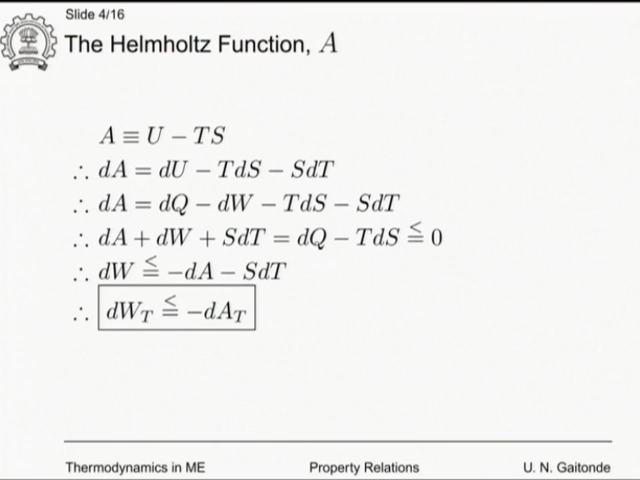 Slide 4/16
The Helmholtz Function, A
A ≡ U − TS
∴ dA = dU − TdS − SdT
∴ dA = dQ − dW − TdS − SdT
∴ dA + dW + SdT = dQ − TdS ≦ 0
∴ dW ≦ −dA − SdT
∴ dW_T ≦ −dA_T
Thermodynamics in ME Property Relations U. N. Gaitonde